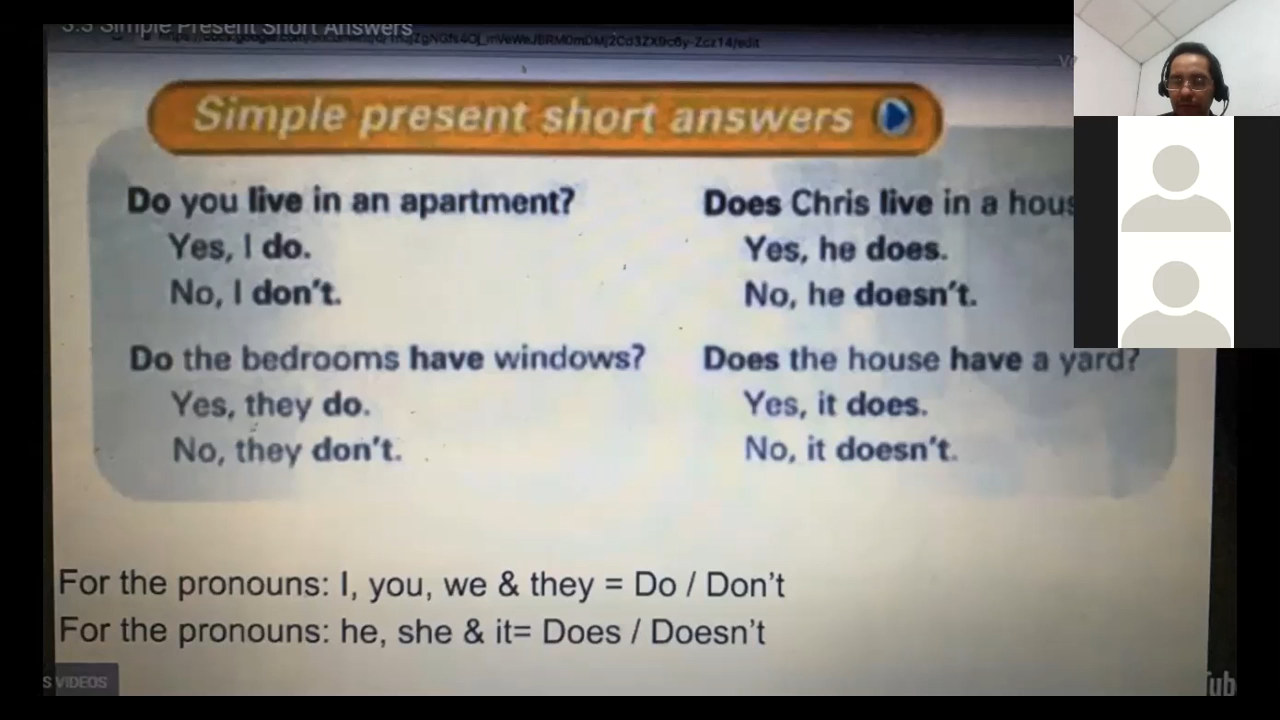 3.3 Simple Present Short Answers
Simple present short answers
Do you live in an apartment?
Yes, I do.
No, I don't.
Does Chris live in a
Yes, he does.
No, he doesn't.
Do the bedrooms have windows?
Yes, they do.
No, they don't.
Does the house have a yard?
Yes, it does.
No, it doesn't.
For the pronouns: I, you, we & they = Do / Don't
For the pronouns: he, she & it= Does / Doesn't
VIDEOS